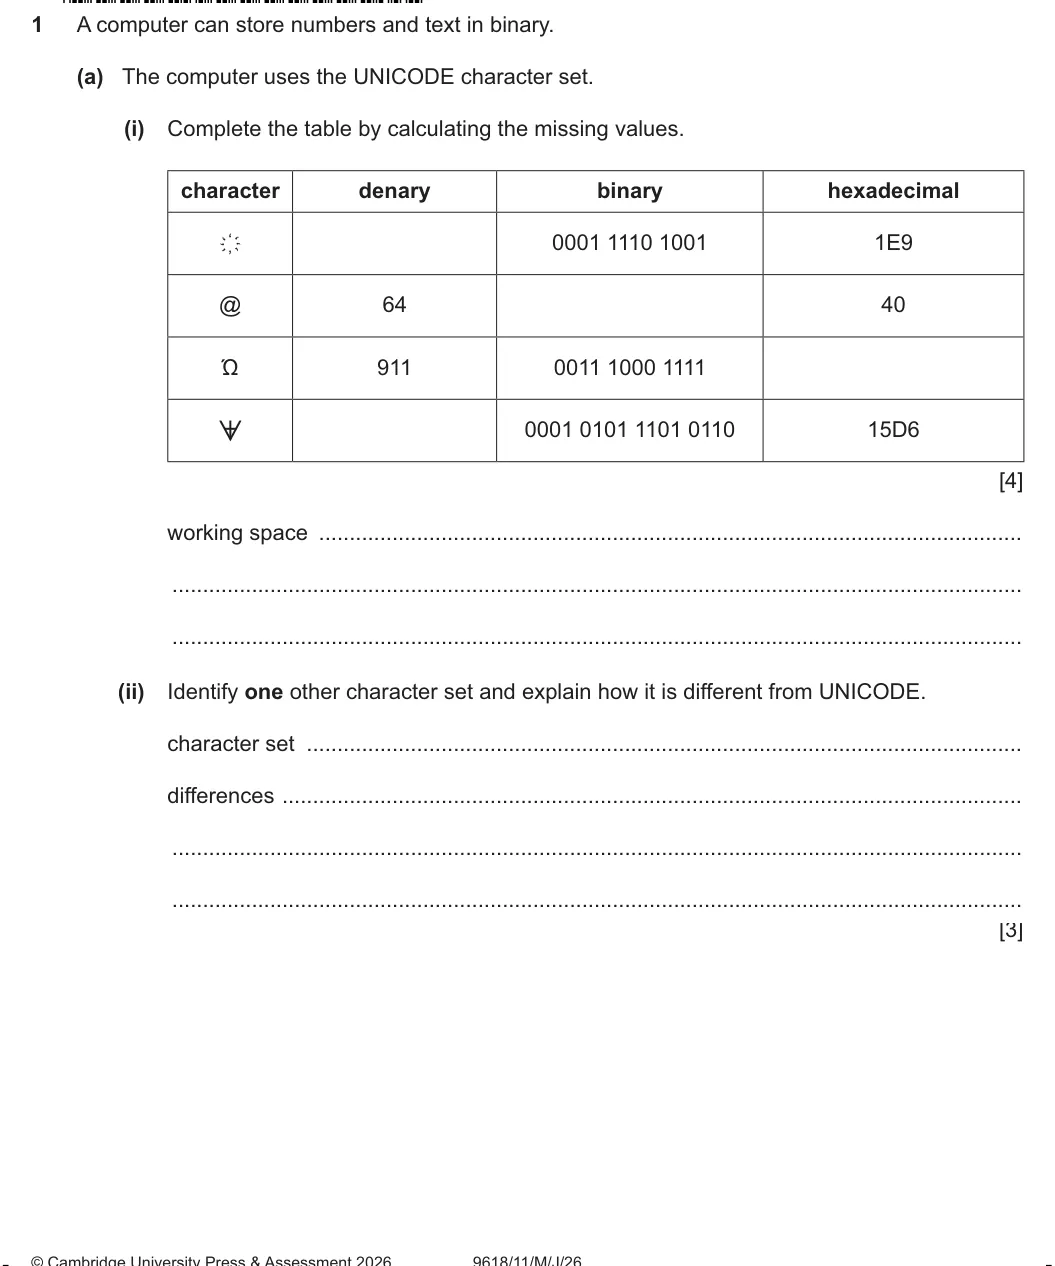 1 A computer can store numbers and text in binary.
(a) The computer uses the UNICODE character set.
(i) Complete the table by calculating the missing values.
character denary binary hexadecimal
0001 1110 1001 1E9
@ 64 40
Ώ 911 0011 1000 1111
0001 0101 1101 0110 15D6
[4]
working space ....................................................................................................................
............................................................................................................................................
............................................................................................................................................
(ii) Identify one other character set and explain how it is different from UNICODE.
character set ......................................................................................................................
differences ..........................................................................................................................
............................................................................................................................................
............................................................................................................................................
[3]
© Cambridge University Press & Assessment 2026 9618/11/M/J/26